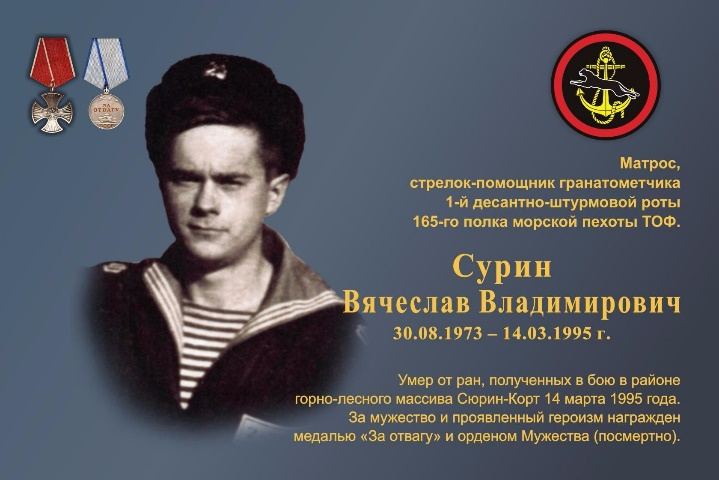 НА
ОТВАГУ
Матрос,
стрелок-помощник гранатометчика
1-й десантно-штурмовой роты
165-го полка морской пехоты ТОФ.
Сурин
Вячеслав Владимирович
30.08.1973 – 14.03.1995 г.
Умер от ран, полученных в бою в районе
горно-лесного массива Сюрин-Корт 14 марта 1995 года.
За мужество и проявленный героизм награжден
медалью «За отвагу» и орденом Мужества (посмертно).